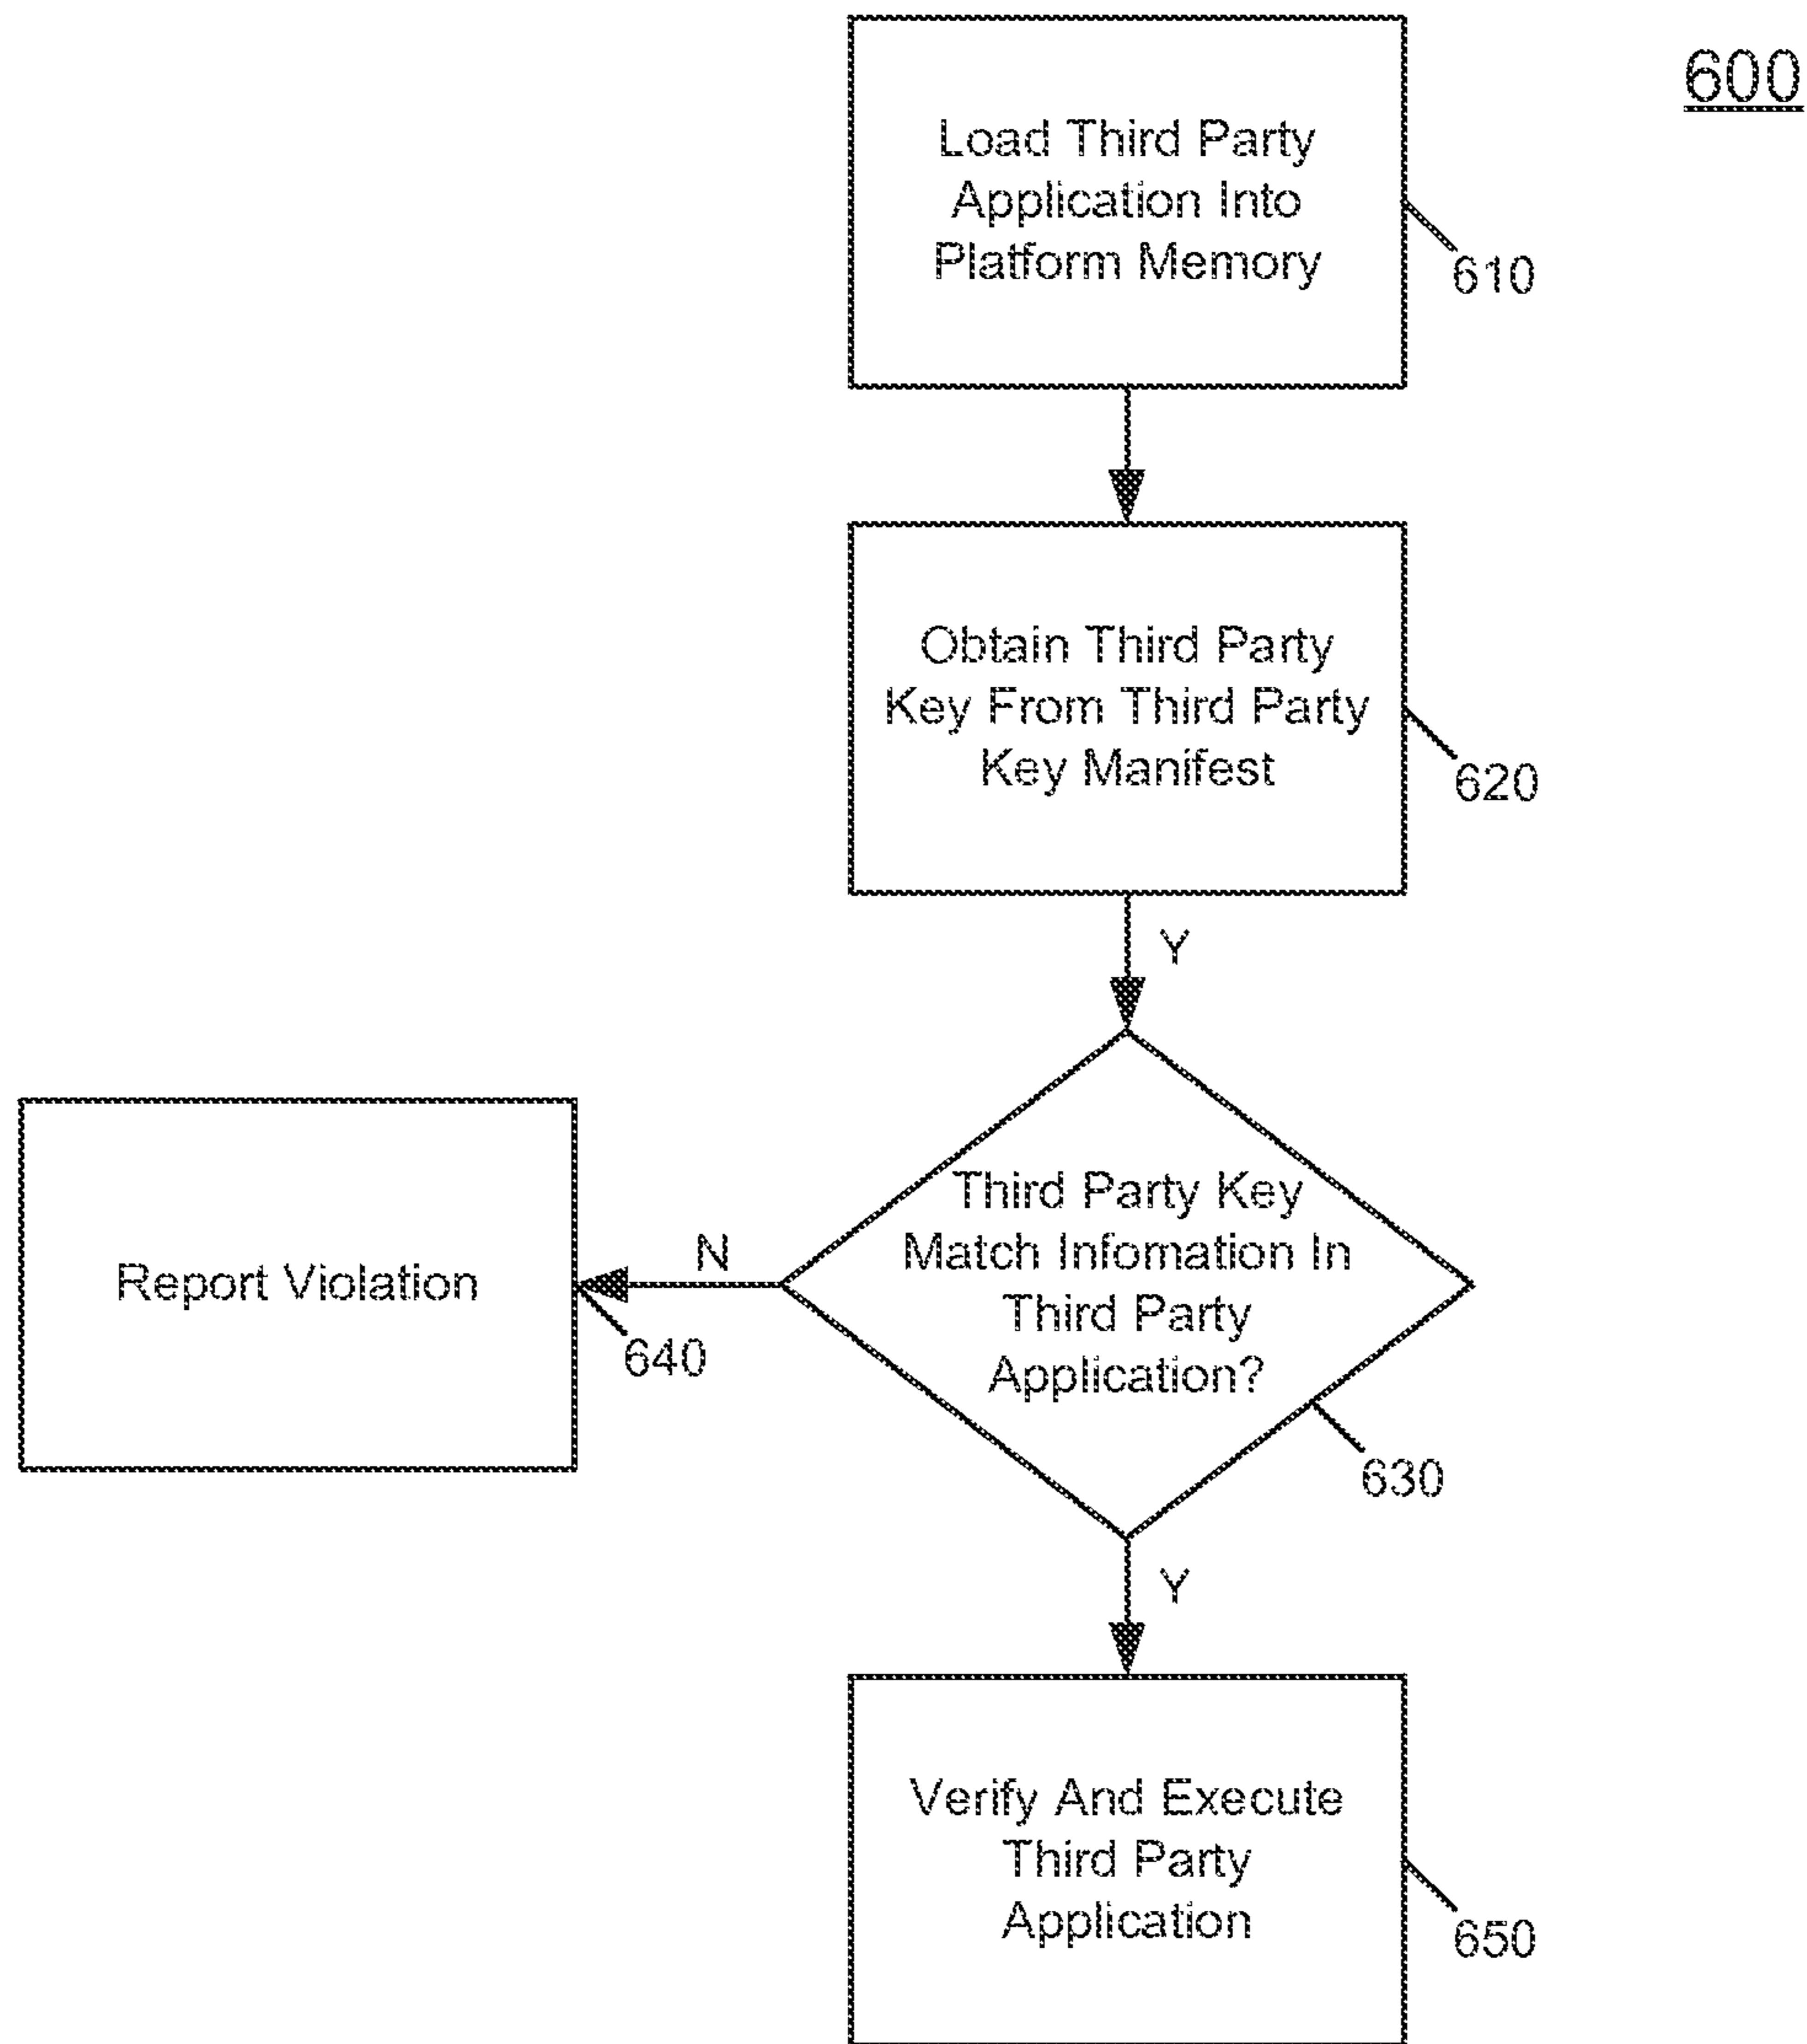 600
Load Third Party
Application Into
Platform Memory
610
Obtain Third Party
Key From Third Party
Key Manifest
620
Y
Third Party Key
Match Infomation In
Third Party
Application?
630
N
Report Violation
640
Y
Verify And Execute
Third Party
Application
650